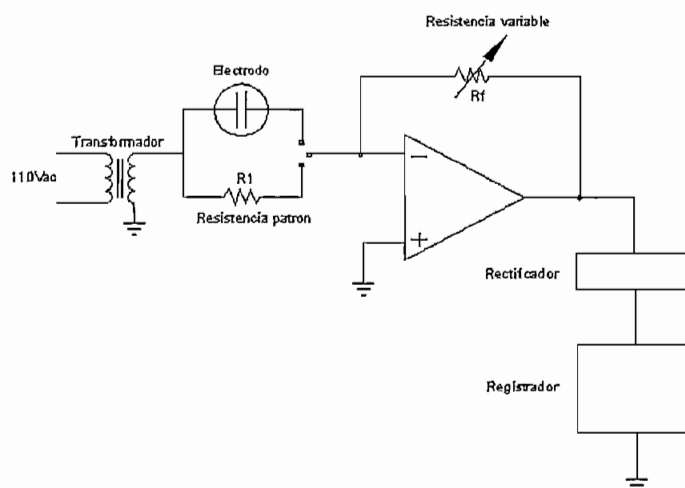 Resistencia variable
Electrodo
Rf
Transformador
110Vac
R1
Resistencia patron
Rectificador
Registrador